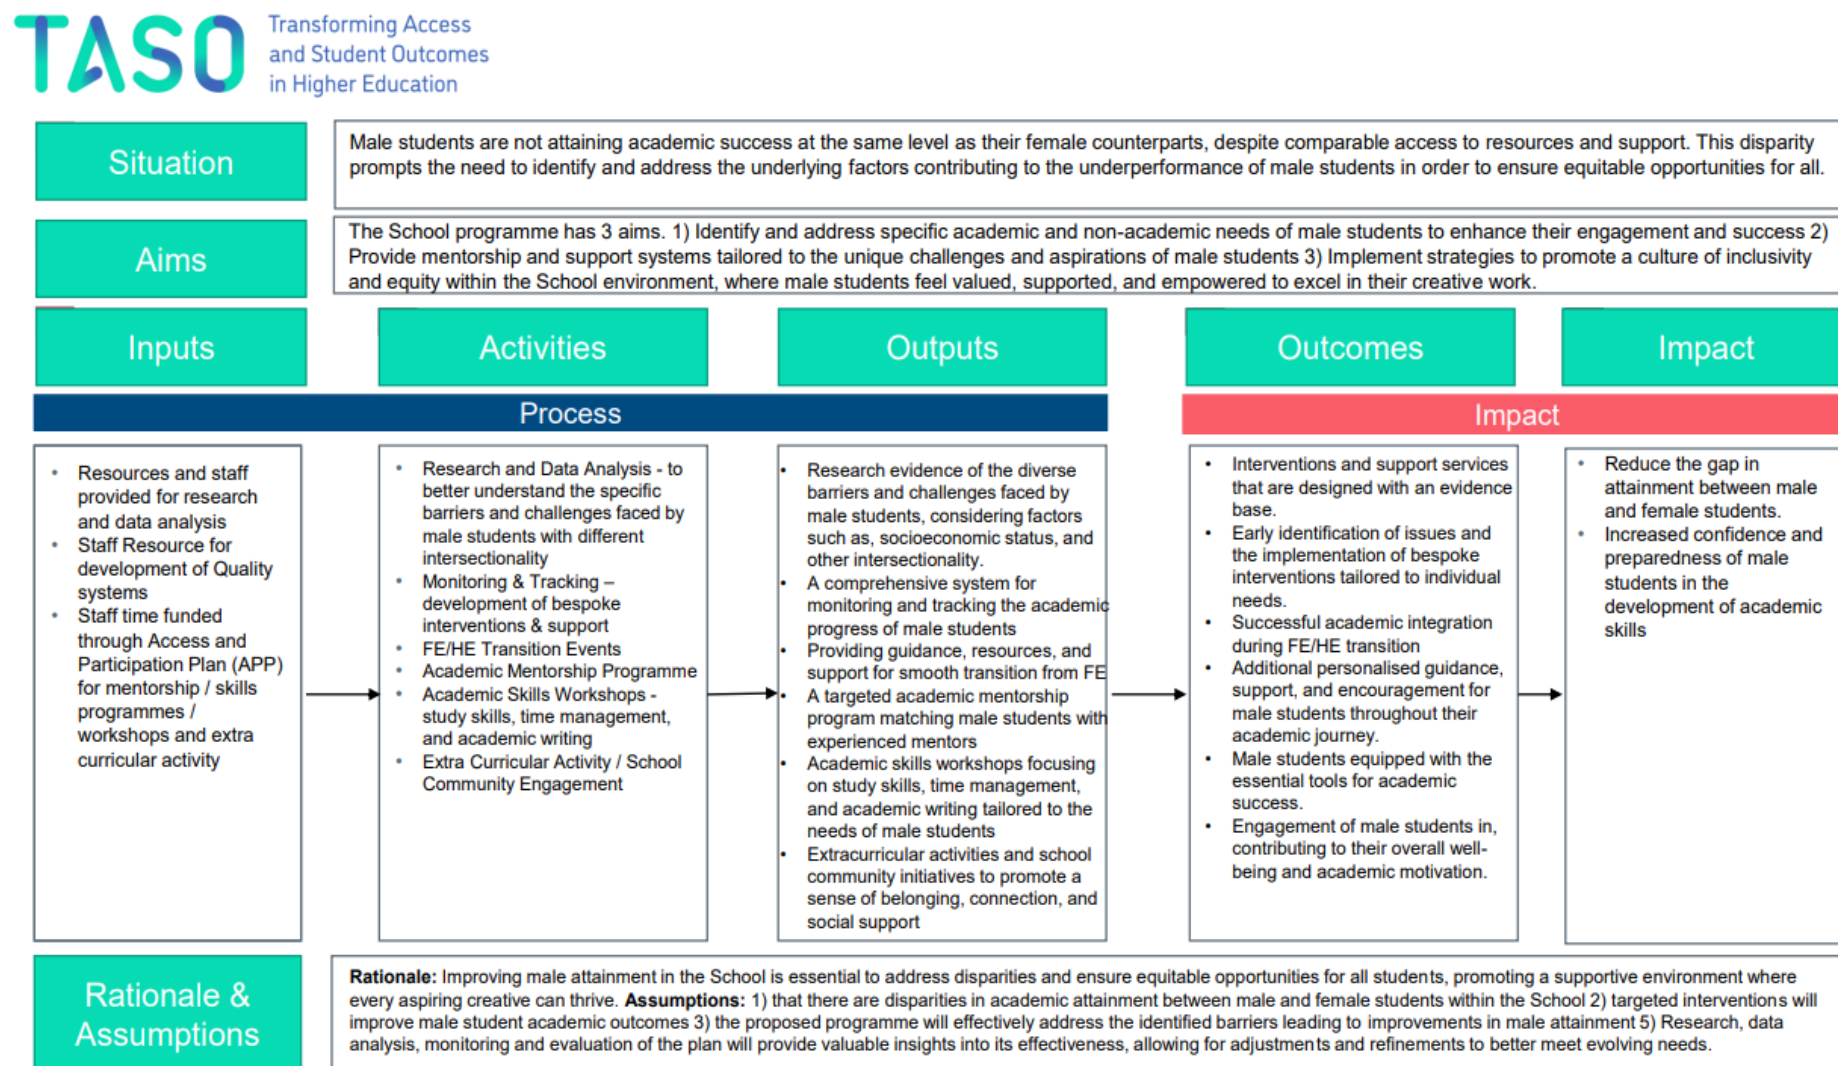 TASO
Transforming Access
and Student Outcomes
in Higher Education
Situation
Male students are not attaining academic success at the same level as their female counterparts, despite comparable access to resources and support. This disparity
prompts the need to identify and address the underlying factors contributing to the underperformance of male students in order to ensure equitable opportunities for all.
Aims
The School programme has 3 aims. 1) Identify and address specific academic and non-academic needs of male students to enhance their engagement and success 2)
Provide mentorship and support systems tailored to the unique challenges and aspirations of male students 3) Implement strategies to promote a culture of inclusivity
and equity within the School environment, where male students feel valued, supported, and empowered to excel in their creative work.
Inputs
Activities
Outputs
Outcomes
Impact
Process
Impact
• Resources and staff
provided for research
and data analysis
• Staff Resource for
development of Quality
systems
• Staff time funded
through Access and
Participation Plan (APP)
for mentorship / skills
programmes /
workshops and extra
curricular activity
• Research and Data Analysis - to
better understand the specific
barriers and challenges faced by
male students with different
intersectionality
• Monitoring & Tracking –
development of bespoke
interventions & support
• FE/HE Transition Events
• Academic Mentorship Programme
• Academic Skills Workshops -
study skills, time management,
and academic writing
• Extra Curricular Activity / School
Community Engagement
• Research evidence of the diverse
barriers and challenges faced by
male students, considering factors
such as, socioeconomic status, and
other intersectionality.
• A comprehensive system for
monitoring and tracking the academic
progress of male students
• Providing guidance, resources, and
support for smooth transition from FE
• A targeted academic mentorship
program matching male students with
experienced mentors
• Academic skills workshops focusing
on study skills, time management,
and academic writing tailored to the
needs of male students
• Extracurricular activities and school
community initiatives to promote a
sense of belonging, connection, and
social support
• Interventions and support services
that are designed with an evidence
base.
• Early identification of issues and
the implementation of bespoke
interventions tailored to individual
needs.
• Successful academic integration
during FE/HE transition
• Additional personalised guidance,
support, and encouragement for
male students throughout their
academic journey.
• Male students equipped with the
essential tools for academic
success.
• Engagement of male students in,
contributing to their overall well-
being and academic motivation.
• Reduce the gap in
attainment between male
and female students.
• Increased confidence and
preparedness of male
students in the
development of academic
skills
Rationale &
Assumptions
Rationale: Improving male attainment in the School is essential to address disparities and ensure equitable opportunities for all students, promoting a supportive environment where
every aspiring creative can thrive. Assumptions: 1) that there are disparities in academic attainment between male and female students within the School 2) targeted interventions will
improve male student academic outcomes 3) the proposed programme will effectively address the identified barriers leading to improvements in male attainment 5) Research, data
analysis, monitoring and evaluation of the plan will provide valuable insights into its effectiveness, allowing for adjustments and refinements to better meet evolving needs.